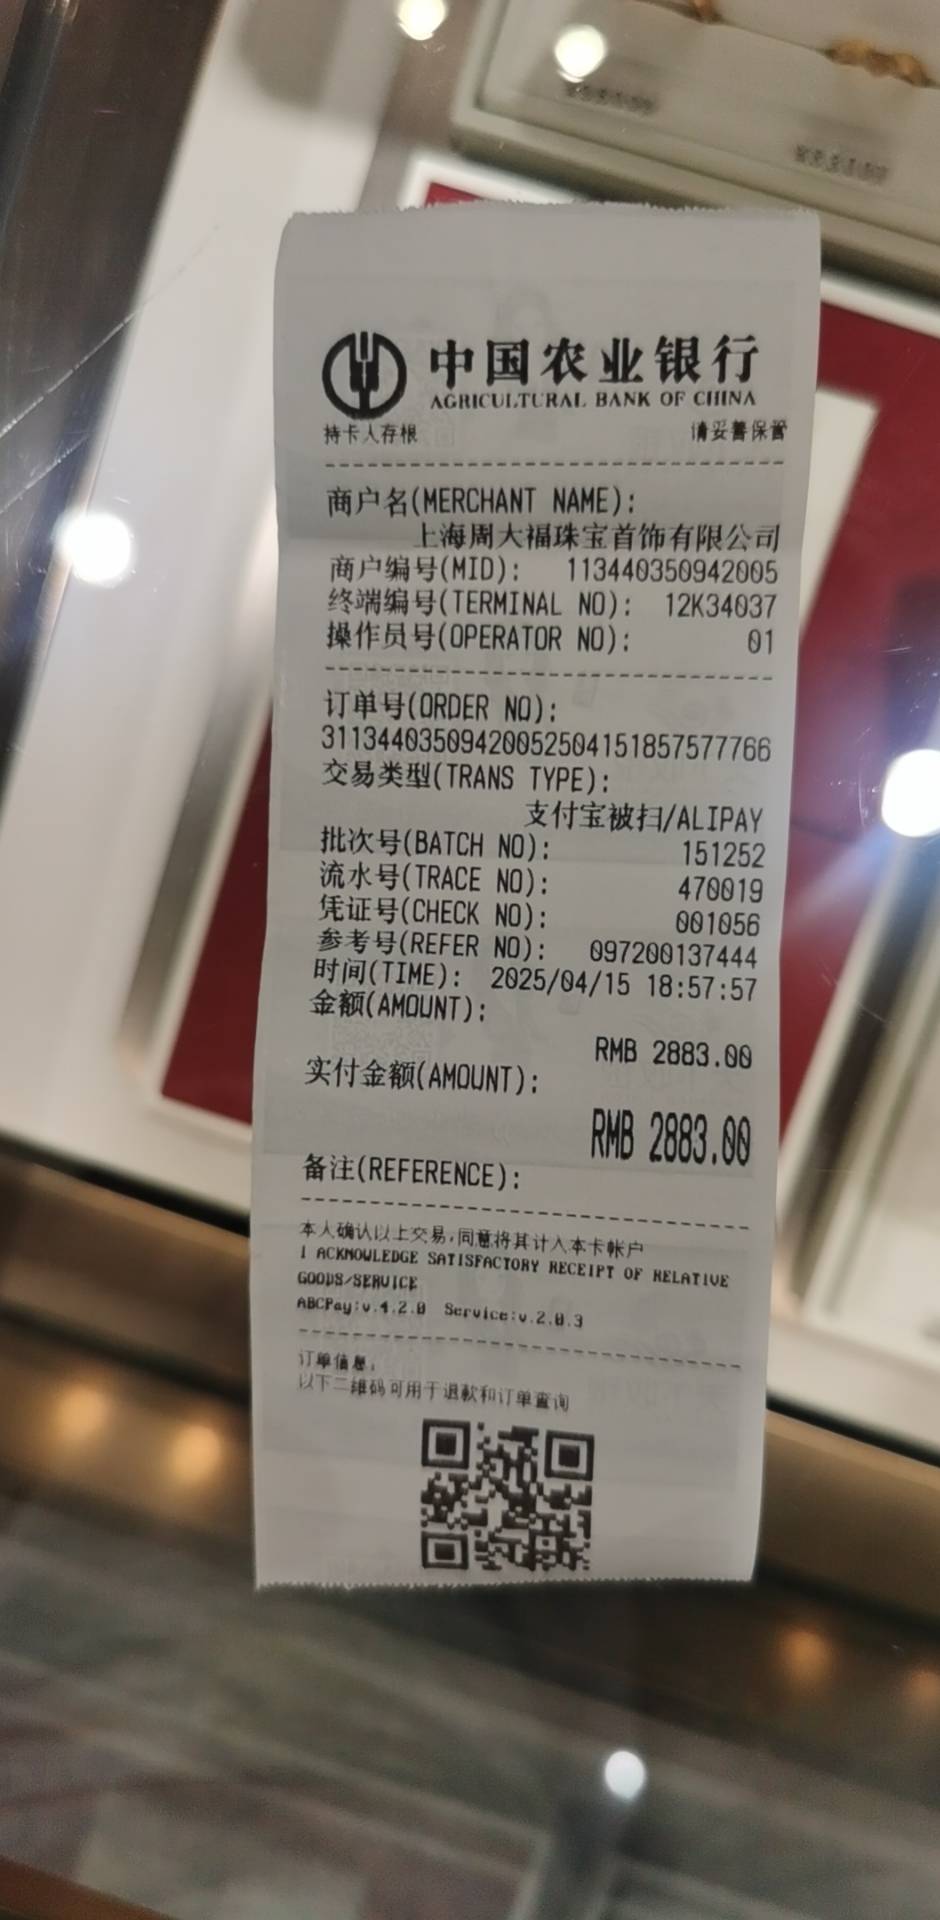 中国农业银行
AGRICULTURAL BANK OF CHINA
持卡人存根 请妥善保管
商户名(MERCHANT NAME):
上海周大福珠宝首饰有限公司
商户编号(MID): 113440350942005
终端编号(TERMINAL NO): 12K34037
操作员号(OPERATOR NO): 01
订单号(ORDER NO):
31134403509420052504151857577766
交易类型(TRANS TYPE):
支付宝被扫/ALIPAY
批次号(BATCH NO): 151252
流水号(TRACE NO): 470019
凭证号(CHECK NO): 001056
参考号(REFER NO): 097200137444
时间(TIME): 2025/04/15 18:57:57
金额(AMOUNT):
RMB 2883.00
实付金额(AMOUNT):
RMB 2883.00
备注(REFERENCE):
本人确认以上交易,同意将其计入本卡帐户
I ACKNOWLEDGE SATISFACTORY RECEIPT OF RELATIVE
GOODS/SERVICE
ABCPay:v.4.2.0 Service:v.2.0.3
订单信息:
以下二维码可用于退款和订单查询